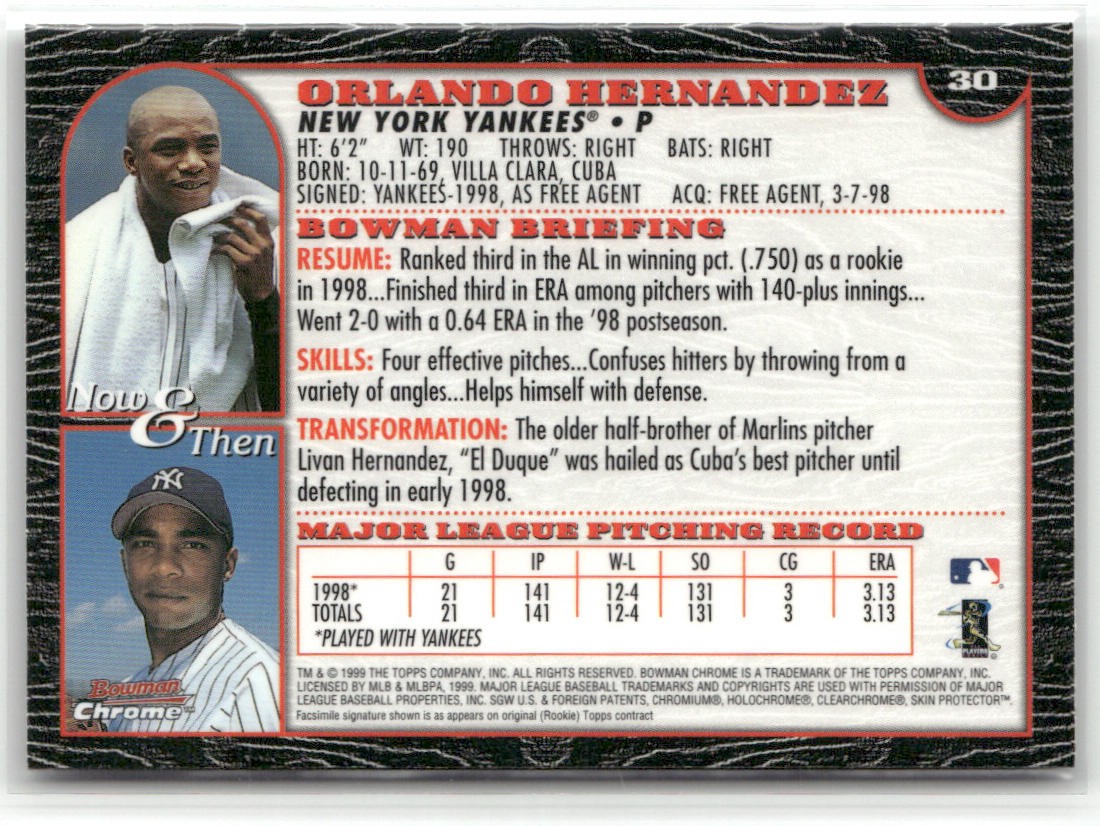 30
ORLANDO HERNANDEZ
NEW YORK YANKEES® • P
HT: 6'2" WT: 190 THROWS: RIGHT BATS: RIGHT
BORN: 10-11-69, VILLA CLARA, CUBA
SIGNED: YANKEES-1998, AS FREE AGENT ACQ: FREE AGENT, 3-7-98
BOWMAN BRIEFING
RESUME: Ranked third in the AL in winning pct. (.750) as a rookie
in 1998...Finished third in ERA among pitchers with 140-plus innings...
Went 2-0 with a 0.64 ERA in the '98 postseason.
SKILLS: Four effective pitches...Confuses hitters by throwing from a
variety of angles...Helps himself with defense.
TRANSFORMATION: The older half-brother of Marlins pitcher
Livan Hernandez, "El Duque" was hailed as Cuba's best pitcher until
defecting in early 1998.
Now &
Then
NY
Bowman
Chrome™
MAJOR LEAGUE PITCHING RECORD
G IP W-L SO CG ERA
1998* 21 141 12-4 131 3 3.13
TOTALS 21 141 12-4 131 3 3.13
*PLAYED WITH YANKEES
PLAYERS
TM & © 1999 THE TOPPS COMPANY, INC. ALL RIGHTS RESERVED. BOWMAN CHROME IS A TRADEMARK OF THE TOPPS COMPANY, INC.
LICENSED BY MLB & MLBPA, 1999. MAJOR LEAGUE BASEBALL TRADEMARKS AND COPYRIGHTS ARE USED WITH PERMISSION OF MAJOR
LEAGUE BASEBALL PROPERTIES, INC. SGW U.S. & FOREIGN PATENTS, CHROMIUM®, HOLOCHROME®, CLEARCHROME®, SKIN PROTECTOR™.
Facsimile signature shown is as appears on original (Rookie) Topps contract